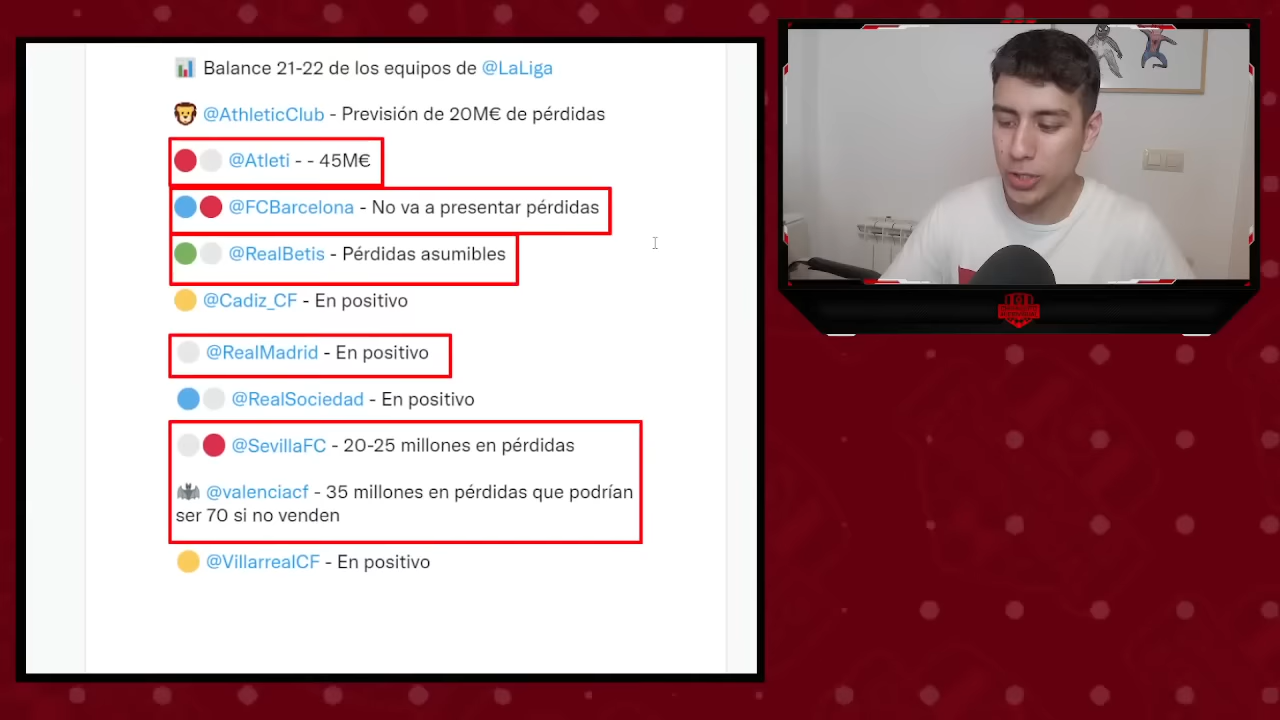 Balance 21-22 de los equipos de @LaLiga
@AthleticClub - Previsión de 20M€ de pérdidas
@Atleti - - 45M€
@FCBarcelona - No va a presentar pérdidas
@RealBetis - Pérdidas asumibles
@Cadiz_CF - En positivo
@RealMadrid - En positivo
@RealSociedad - En positivo
@SevillaFC - 20-25 millones en pérdidas
@valenciacf - 35 millones en pérdidas que podrían
ser 70 si no venden
@VillarrealCF - En positivo